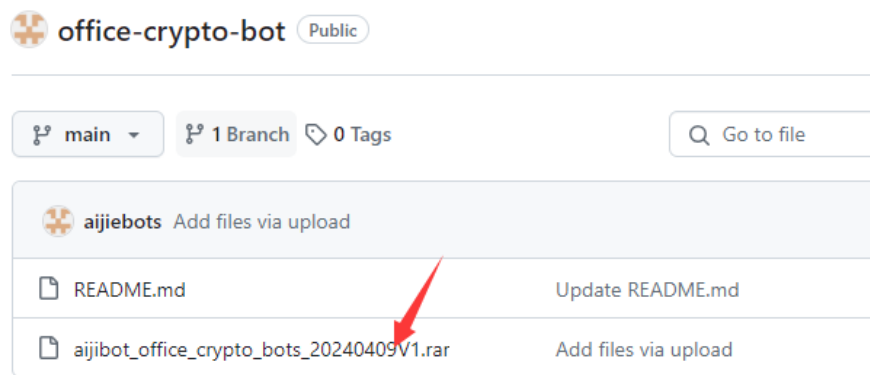 office-crypto-bot Public
main 1 Branch 0 Tags Go to file
aijiebots Add files via upload
README.md Update README.md
aijibot_office_crypto_bots_20240409V1.rar Add files via upload